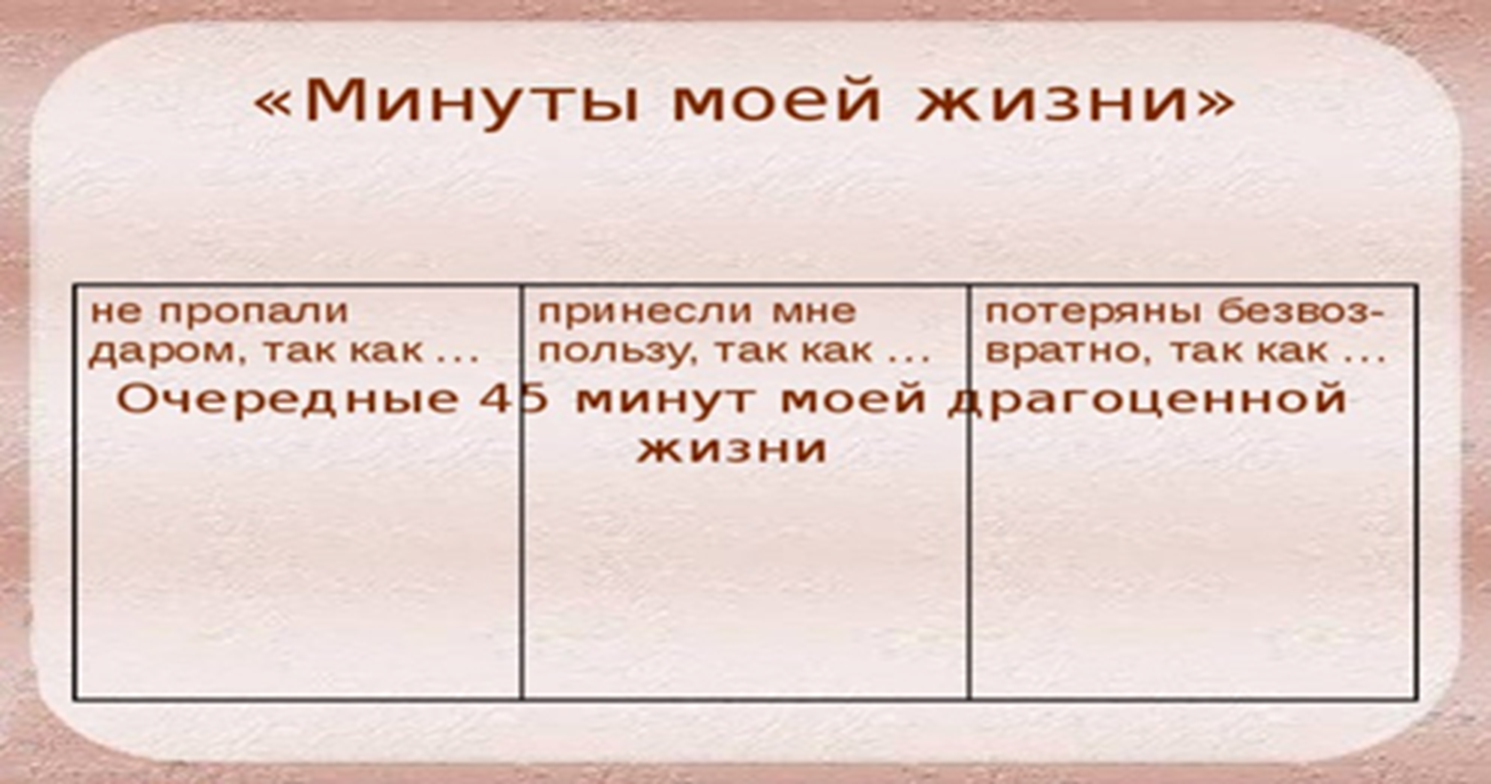 «Минуты моей жизни»
не пропали
даром, так как ...
принесли мне
пользу, так как ...
потеряны безвоз-
вратно, так как ...
Очередные 45 минут моей драгоценной
жизни